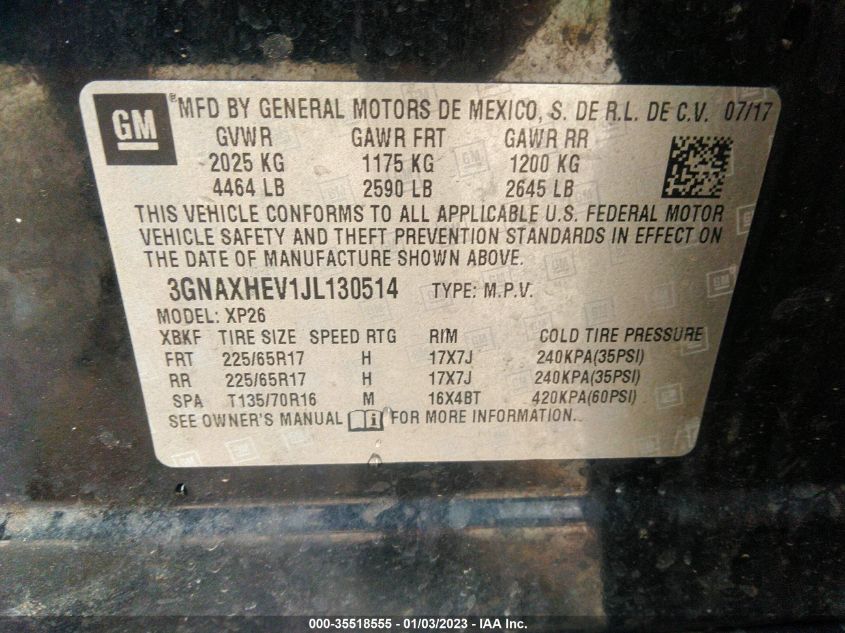 GM ® MFD BY GENERAL MOTORS DE MEXICO, S. DE R.L. DE C.V. 07/17
GVWR GAWR FRT GAWR RR
2025 KG 1175 KG 1200 KG
4464 LB 2590 LB 2645 LB
THIS VEHICLE CONFORMS TO ALL APPLICABLE U.S. FEDERAL MOTOR
VEHICLE SAFETY AND THEFT PREVENTION STANDARDS IN EFFECT ON
THE DATE OF MANUFACTURE SHOWN ABOVE.
3GNAXHEV1JL130514 TYPE: M.P.V.
MODEL: XP26
XBKF TIRE SIZE SPEED RTG RIM COLD TIRE PRESSURE
FRT 225/65R17 H 17X7J 240KPA(35PSI)
RR 225/65R17 H 17X7J 240KPA(35PSI)
SPA T135/70R16 M 16X4BT 420KPA(60PSI)
SEE OWNER'S MANUAL FOR MORE INFORMATION.
000-35518555 - 01/03/2023 - IAA Inc.